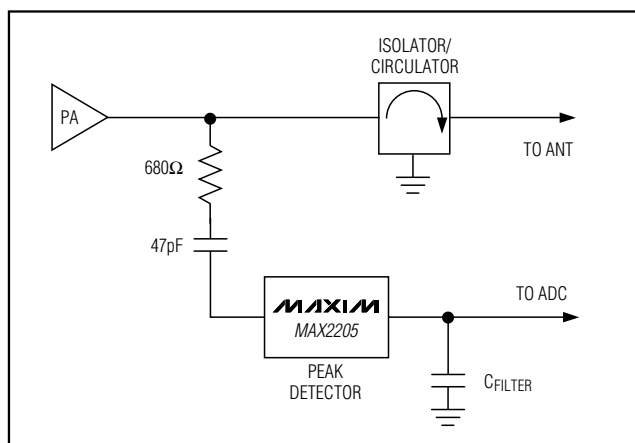 ISOLATOR/
CIRCULATOR
PA
TO ANT
680Ω
47pF
TO ADC
MAXIM
MAX2205
PEAK
DETECTOR
CFILTER